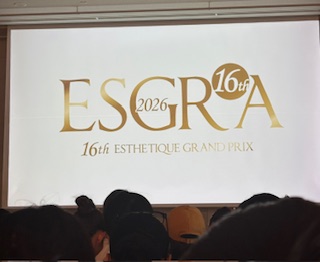 ESGRA
2026
16th
16th ESTHETIQUE GRAND PRIX